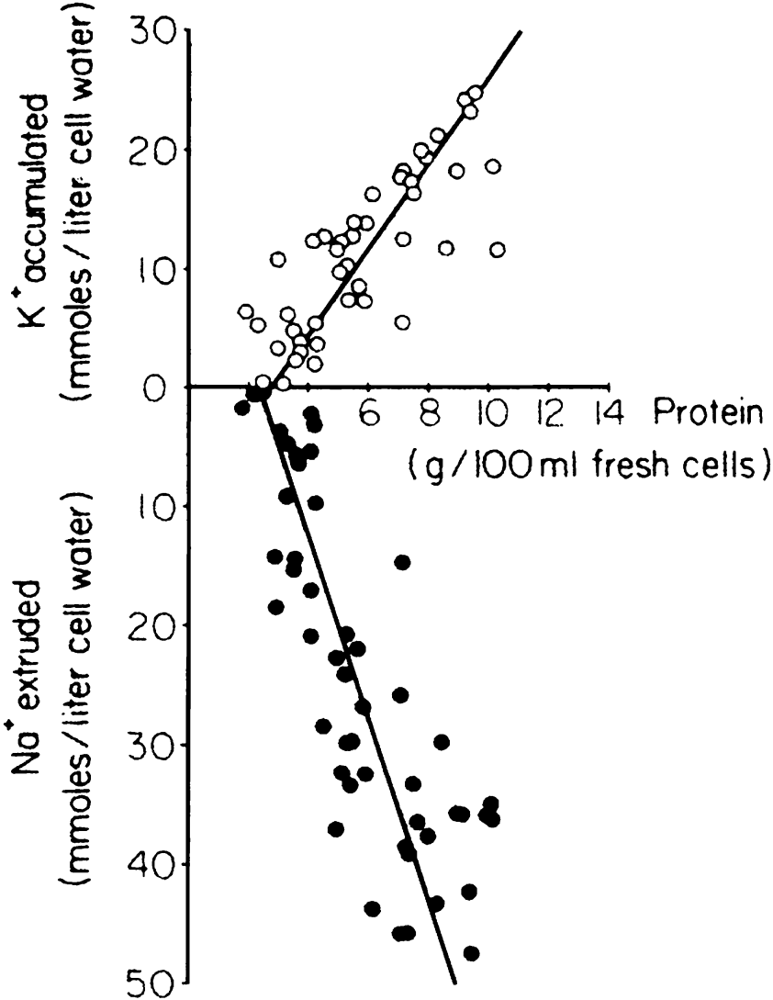 30
20
10
0
K⁺ accumulated
(mmoles / liter cell water)
6 8 10 12 14 Protein
(g/100 ml fresh cells)
10
20
30
40
50
Na⁺ extruded
(mmoles/liter cell water)